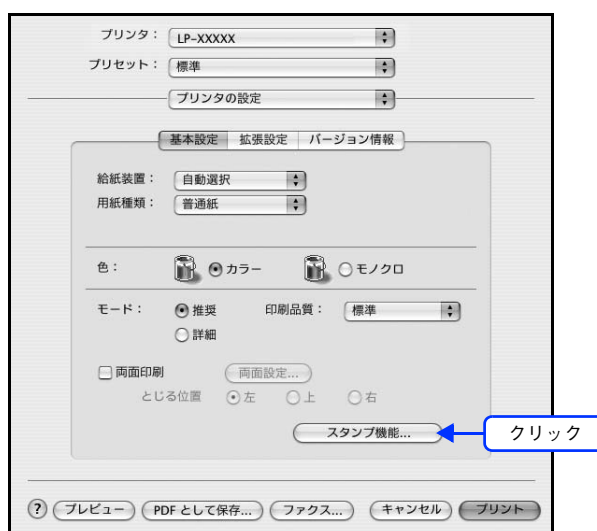 プリンタ： LP-XXXXX
プリセット： 標準
プリンタの設定
基本設定 拡張設定 バージョン情報
給紙装置： 自動選択
用紙種類： 普通紙
色： カラー モノクロ
モード： 推奨 印刷品質： 標準
詳細
両面印刷 両面設定...
とじる位置 左 上 右
スタンプ機能... クリック
? プレビュー PDF として保存... ファクス... キャンセル プリント